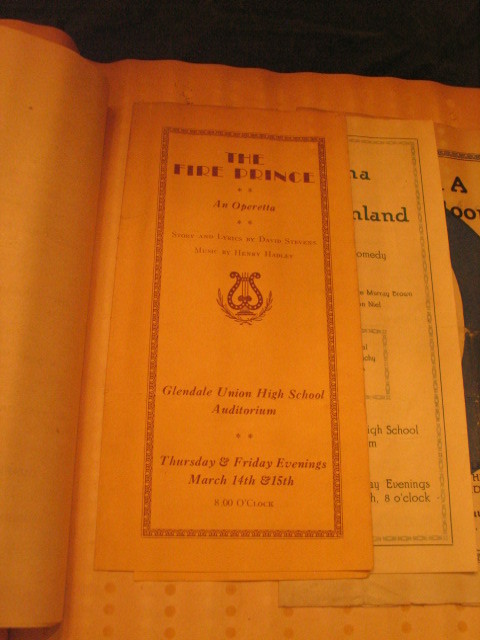 THE
FIRE PRINCE
An Operetta
Story and Lyrics by David Stevens
Music by Henry Hadley
Glendale Union High School
Auditorium
Thursday & Friday Evenings
March 14th &15th
8:00 O'Clock
na
nland
omedy
Murray Brown
igh School
m
ay Evenings
h, 8 o'clock
A